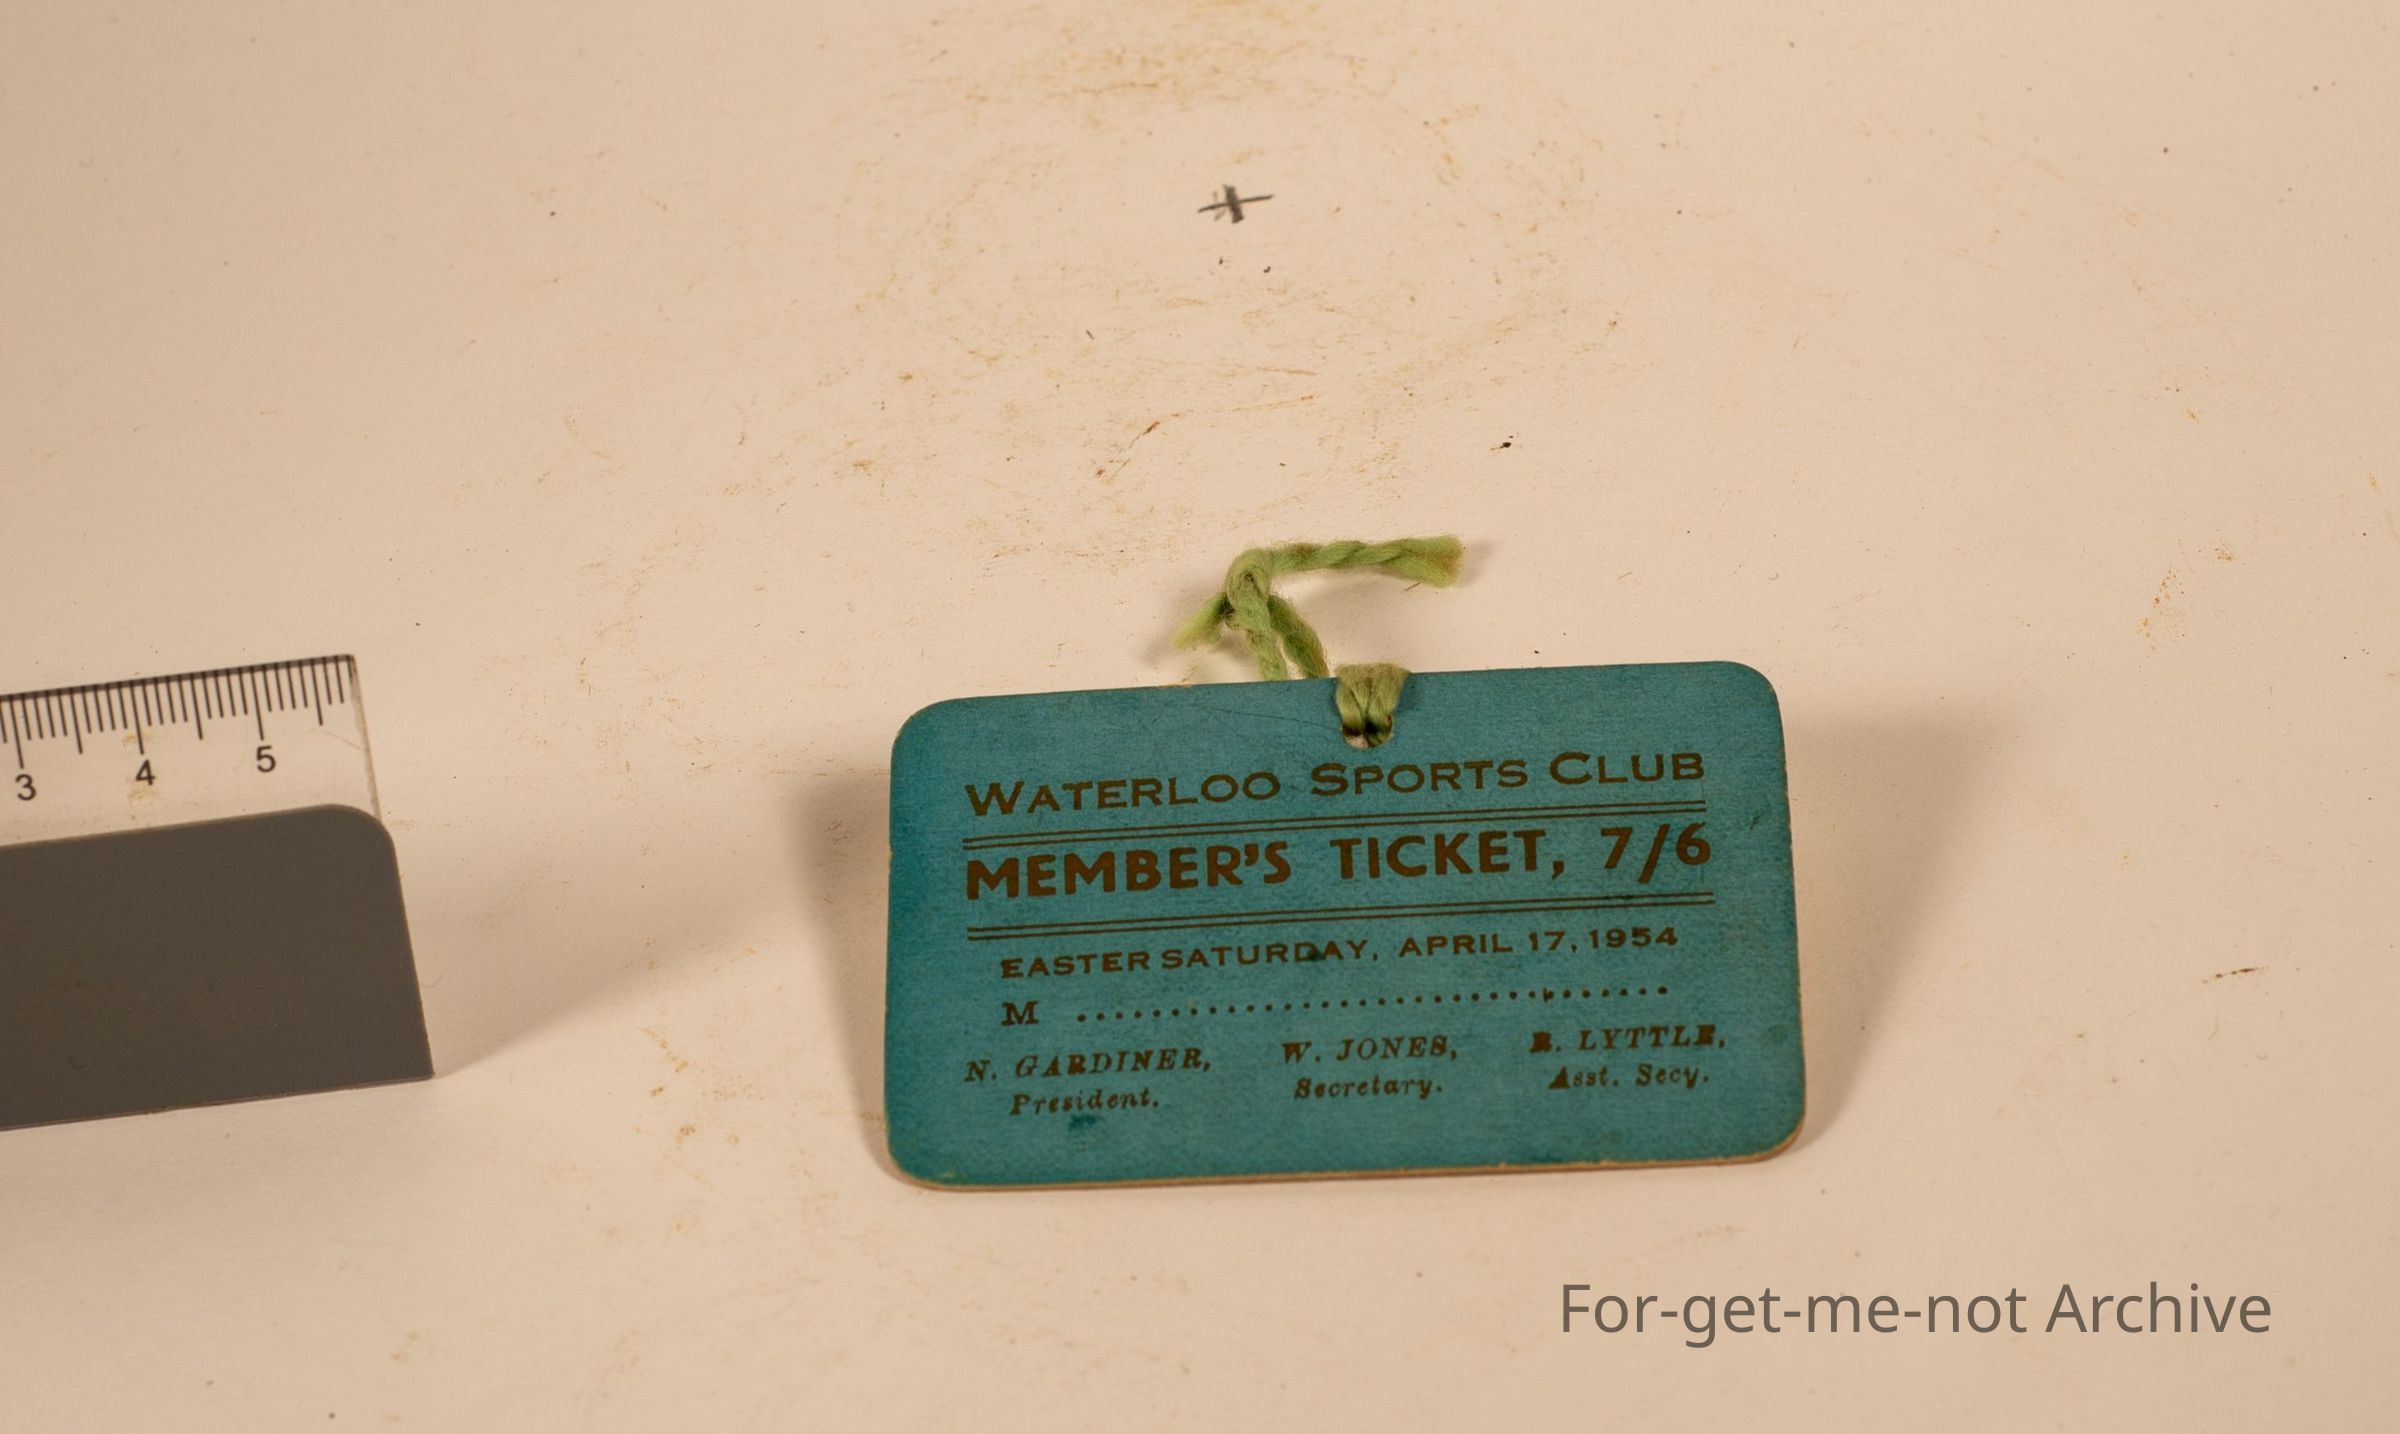 3 4 5
WATERLOO SPORTS CLUB
MEMBER'S TICKET, 7/6
EASTER SATURDAY, APRIL 17, 1954
M ................................
N. GARDINER, W. JONES, R. LYTTLE,
President. Secretary. Asst. Secy.
For-get-me-not Archive